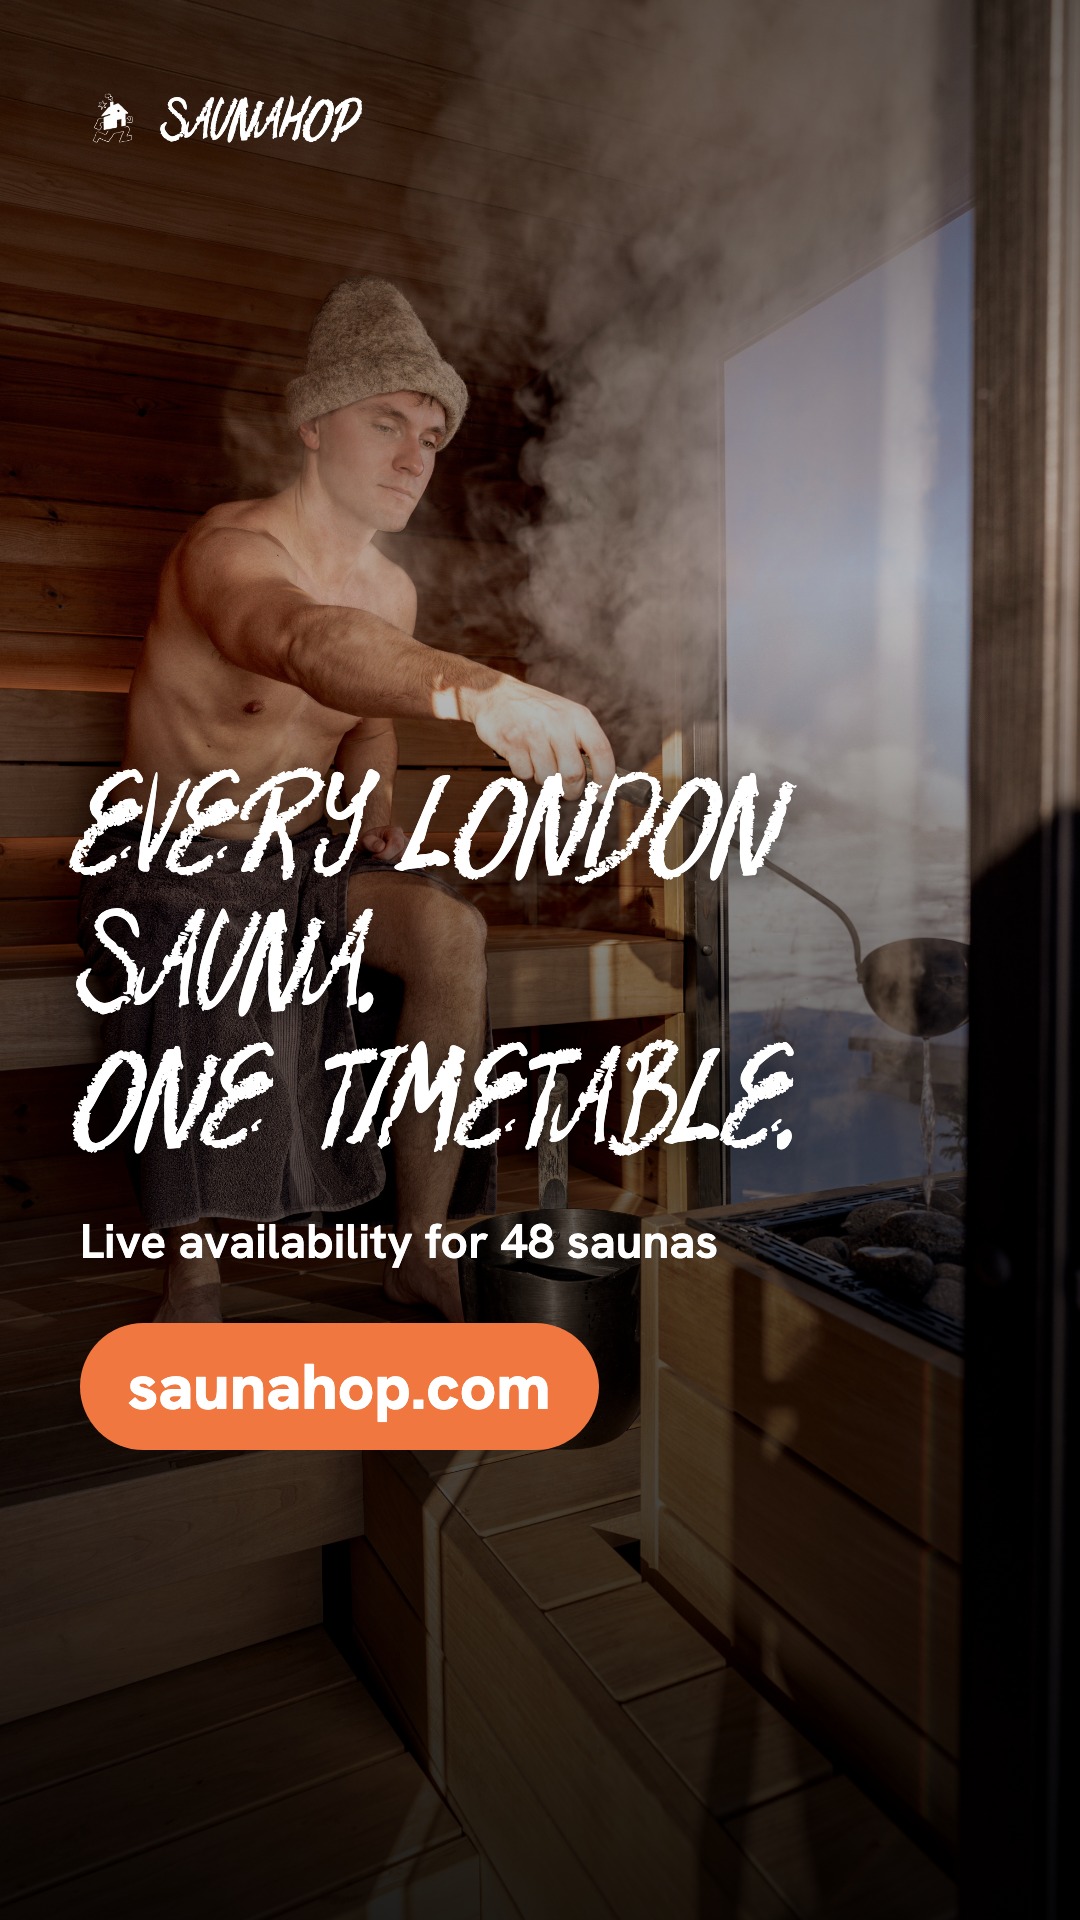 SAUNAHOP
EVERY LONDON
SAUNA.
ONE TIMETABLE.
Live availability for 48 saunas
saunahop.com